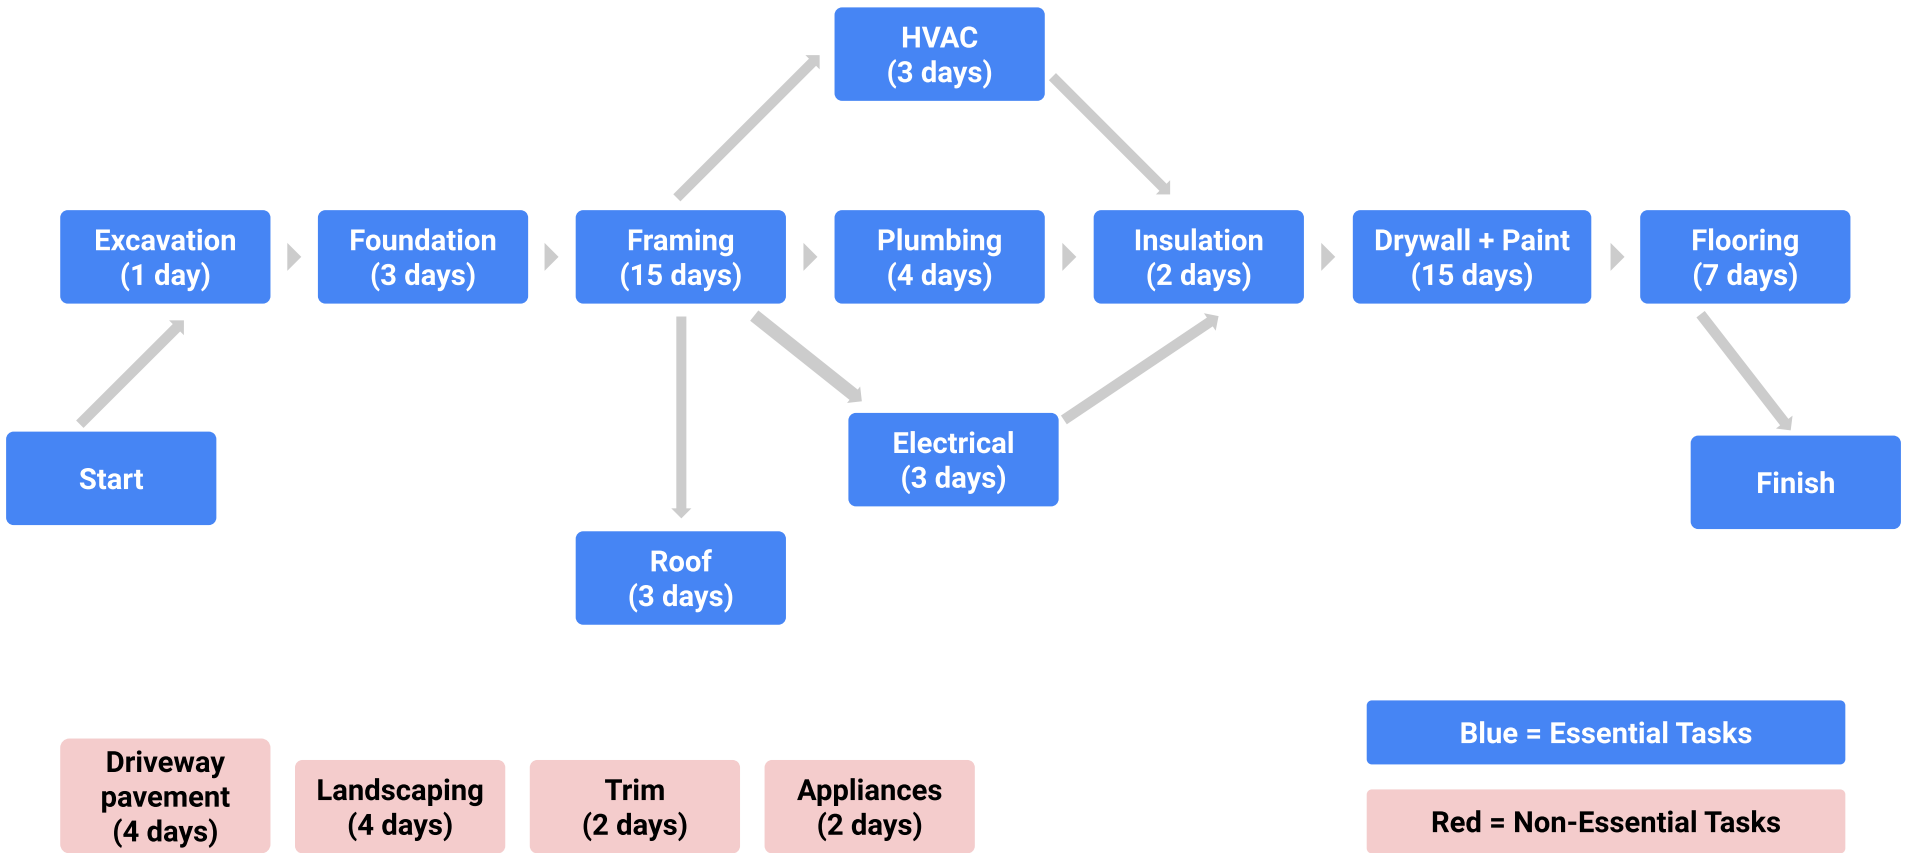 HVAC
(3 days)
Excavation
(1 day)
Foundation
(3 days)
Framing
(15 days)
Plumbing
(4 days)
Insulation
(2 days)
Drywall + Paint
(15 days)
Flooring
(7 days)
Start
Electrical
(3 days)
Finish
Roof
(3 days)
Driveway
pavement
(4 days)
Landscaping
(4 days)
Trim
(2 days)
Appliances
(2 days)
Blue = Essential Tasks
Red = Non-Essential Tasks